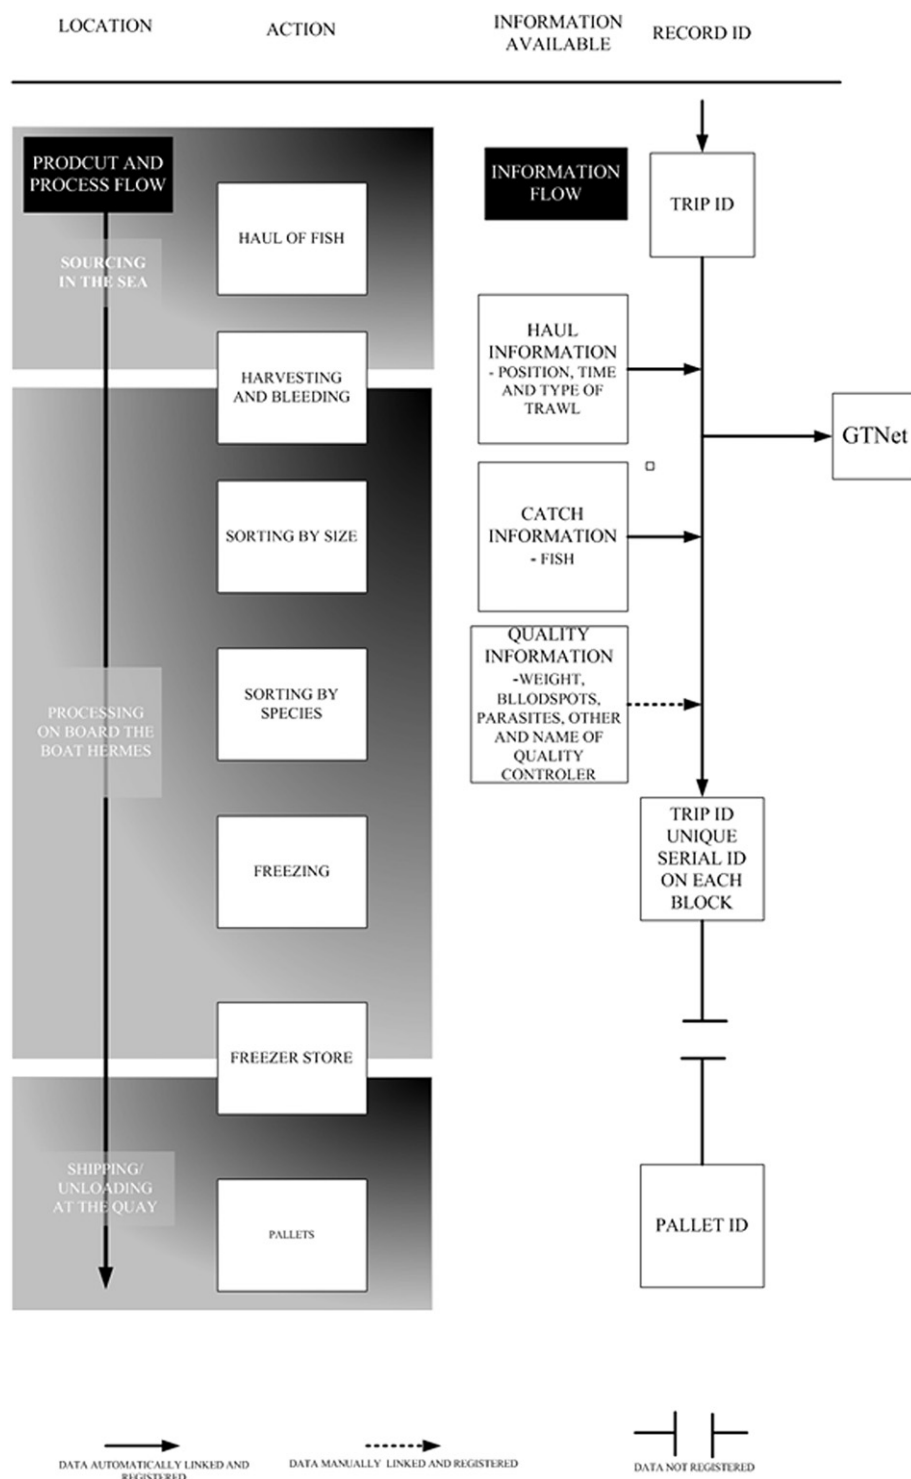 LOCATION
ACTION
INFORMATION
AVAILABLE
RECORD ID
PRODCUT AND
PROCESS FLOW
SOURCING
IN THE SEA
HAUL OF FISH
HARVESTING
AND BLEEDING
SORTING BY SIZE
SORTING BY
SPECIES
PROCESSING
ON BOARD THE
BOAT HERMES
FREEZING
FREEZER STORE
SHIPPING/
UNLOADING
AT THE QUAY
PALLETS
INFORMATION
FLOW
TRIP ID
HAUL
INFORMATION
- POSITION, TIME
AND TYPE OF
TRAWL
GTNet
CATCH
INFORMATION
- FISH
QUALITY
INFORMATION
-WEIGHT,
BLLODSPOTS,
PARASITES, OTHER
AND NAME OF
QUALITY
CONTROLER
TRIP ID
UNIQUE
SERIAL ID
ON EACH
BLOCK
PALLET ID
DATA AUTOMATICALLY LINKED AND
REGISTERED
DATA MANUALLY LINKED AND REGISTERED
DATA NOT REGISTERED